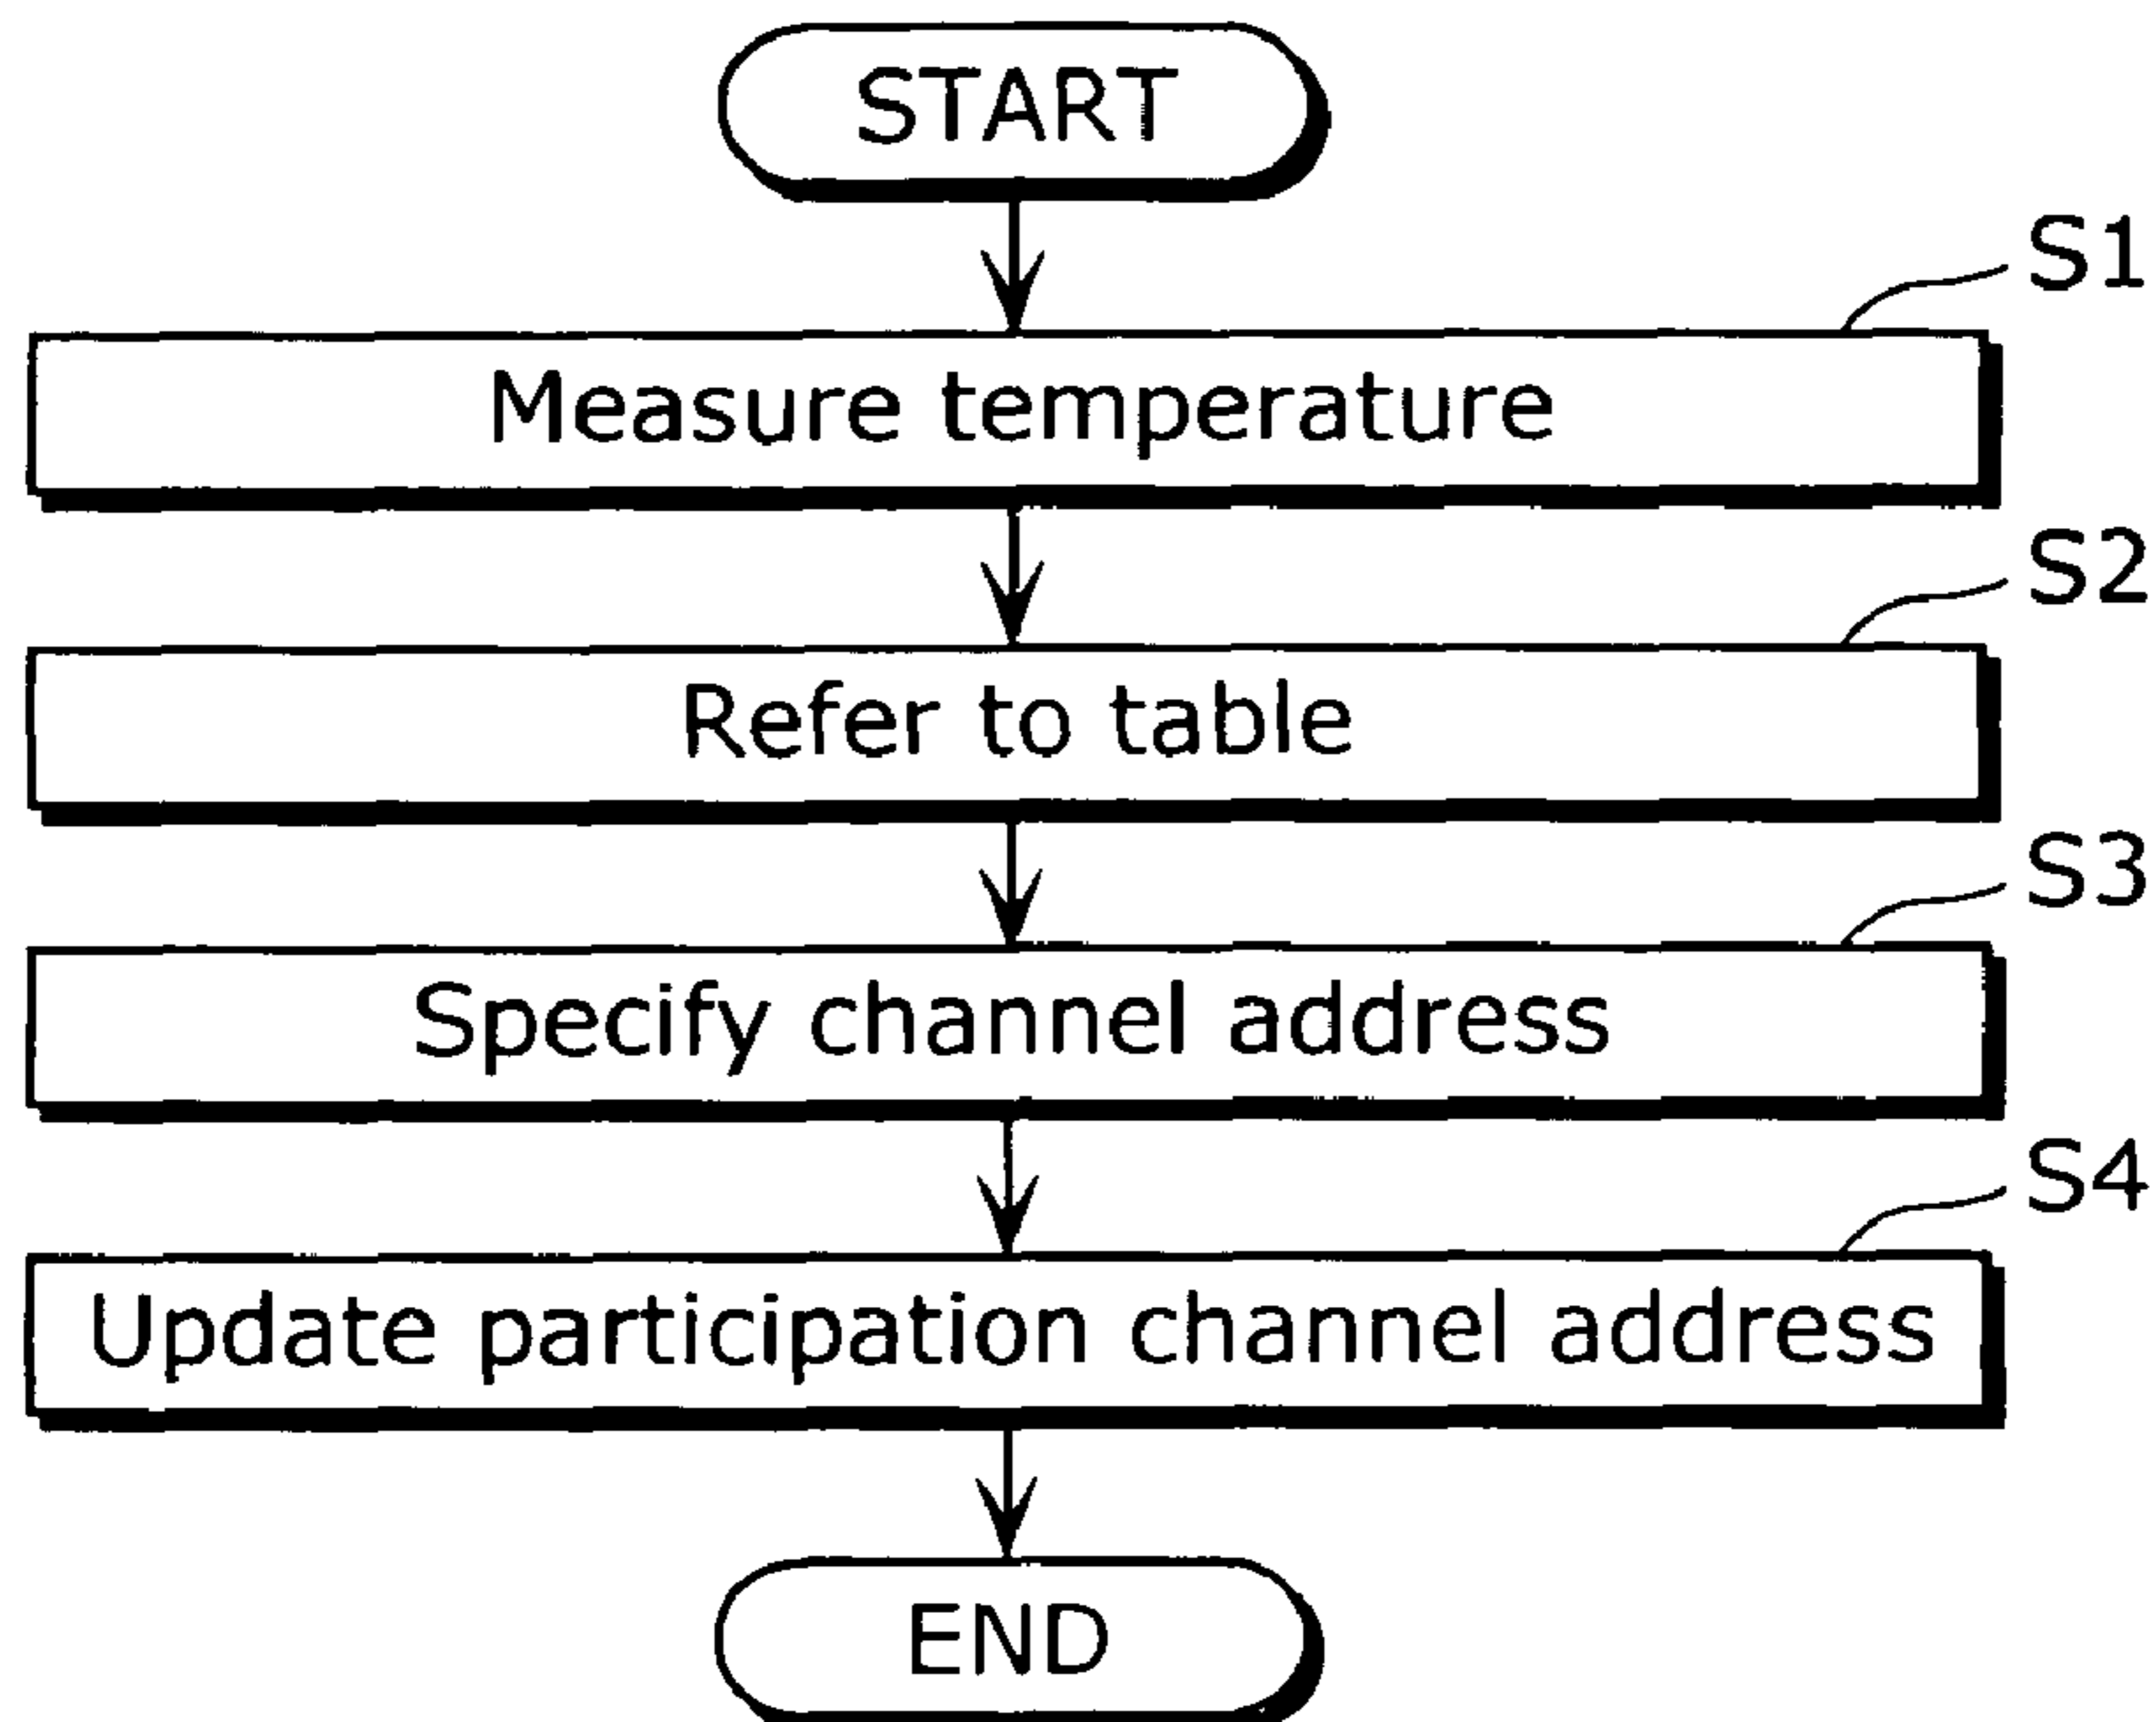 START
S1
Measure temperature
S2
Refer to table
S3
Specify channel address
S4
Update participation channel address
END